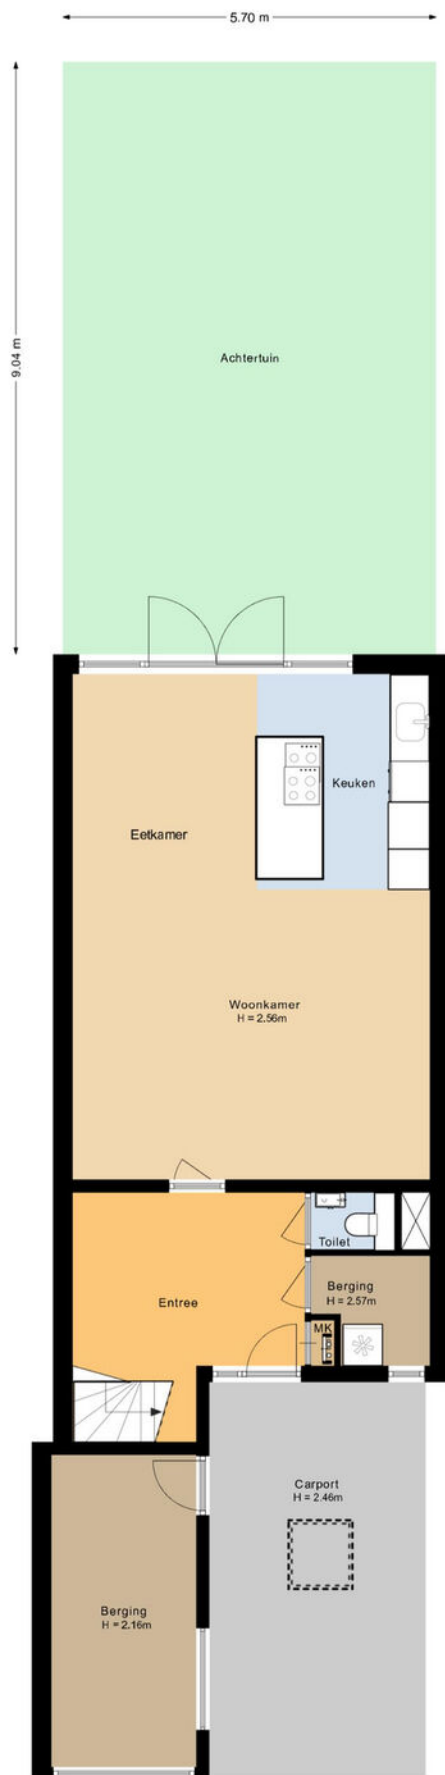 5.70 m
9.04 m
Achtertuin
Keuken
Eetkamer
Woonkamer
H = 2.56m
Toilet
Berging
H = 2.57m
Entree
MK
Carport
H = 2.46m
Berging
H = 2.16m